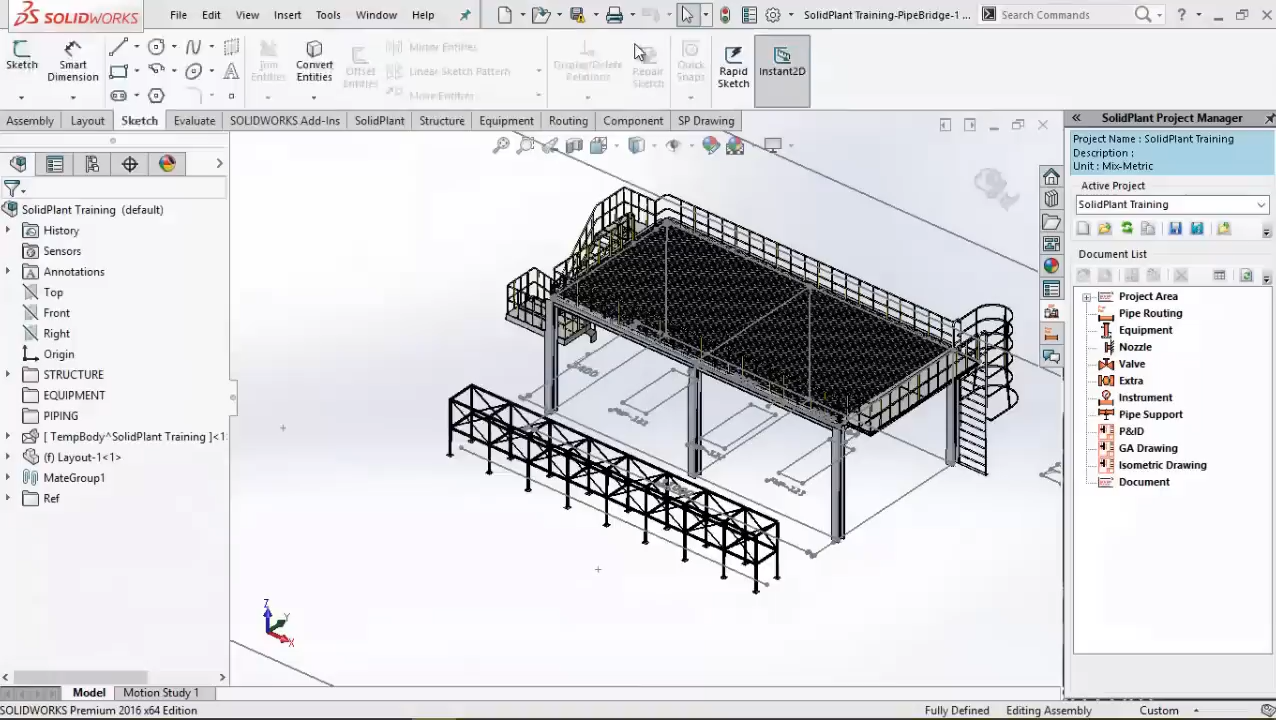 SOLIDWORKS
File Edit View Insert Tools Window Help
SolidPlant Training-PipeBridge-1 ...
Search Commands
Sketch
Smart Dimension
Trim Entities
Convert Entities
Offset Entities
Mirror Entities
Linear Sketch Pattern
Move Entities
Display/Delete Relations
Repair Sketch
Quick Snaps
Rapid Sketch
Instant2D
Assembly Layout Sketch Evaluate SOLIDWORKS Add-Ins SolidPlant Structure Equipment Routing Component SP Drawing
SolidPlant Training (default)
History
Sensors
Annotations
Top
Front
Right
Origin
STRUCTURE
EQUIPMENT
PIPING
[ TempBody^SolidPlant Training ]<1>
(f) Layout-1<1>
MateGroup1
Ref
Z
Y
X
SolidPlant Project Manager
Project Name : SolidPlant Training
Description :
Unit : Mix-Metric
Active Project
SolidPlant Training
Document List
Project Area
Pipe Routing
Equipment
Nozzle
Valve
Extra
Instrument
Pipe Support
P&ID
GA Drawing
Isometric Drawing
Document
Model Motion Study 1
SOLIDWORKS Premium 2016 x64 Edition
Fully Defined Editing Assembly Custom